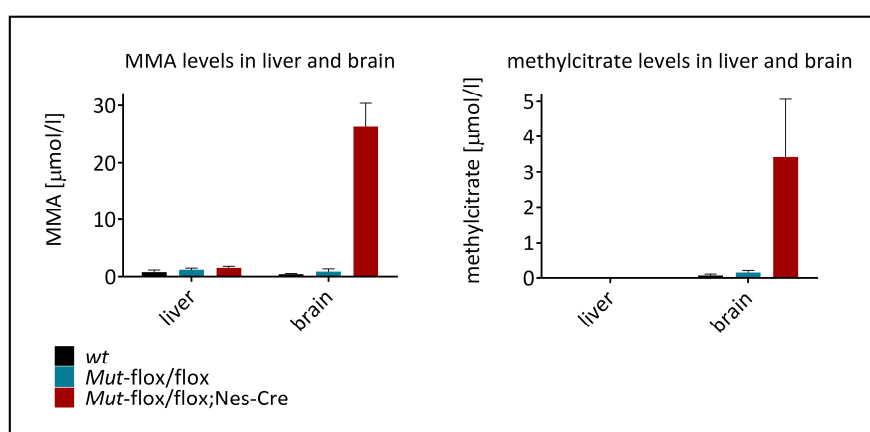 MMA levels in liver and brain
MMA [µmol/l]
30
20
10
0
liver
brain
methylcitrate levels in liver and brain
methylcitrate [µmol/l]
5
4
3
2
1
0
liver
brain
wt
Mut-flox/flox
Mut-flox/flox;Nes-Cre